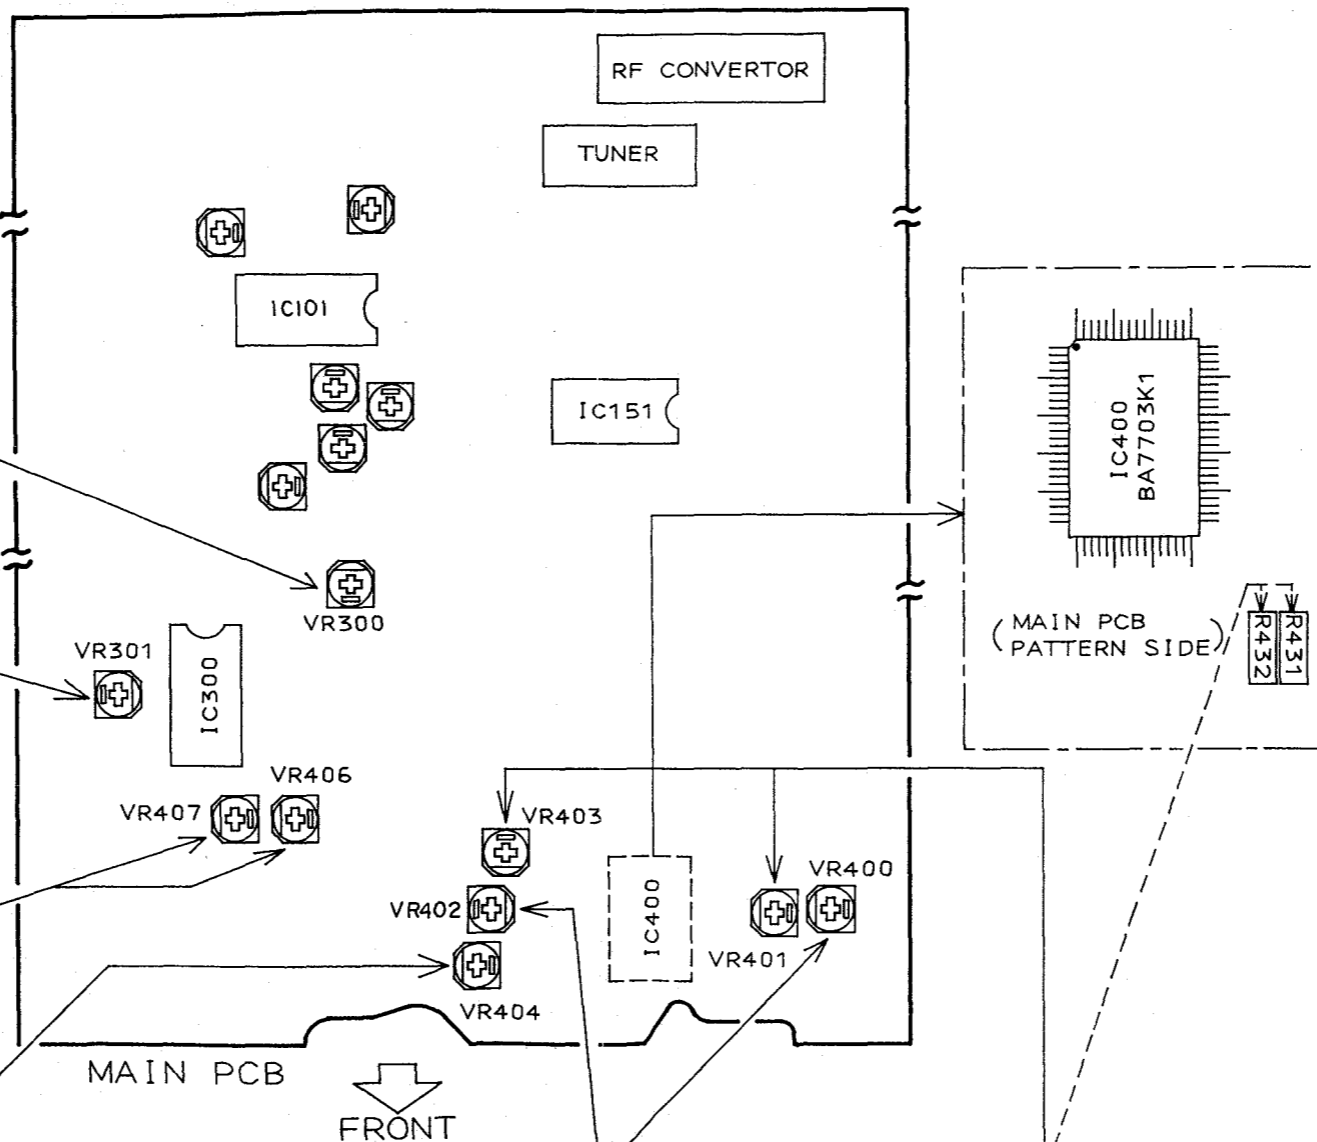 RF CONVERTOR
TUNER
IC101
IC151
IC400
BA7703K1
VR300
(MAIN PCB
PATTERN SIDE)
R432
R431
VR301
IC300
VR406
VR407
VR403
VR400
VR402
IC400
VR401
VR404
MAIN PCB
FRONT